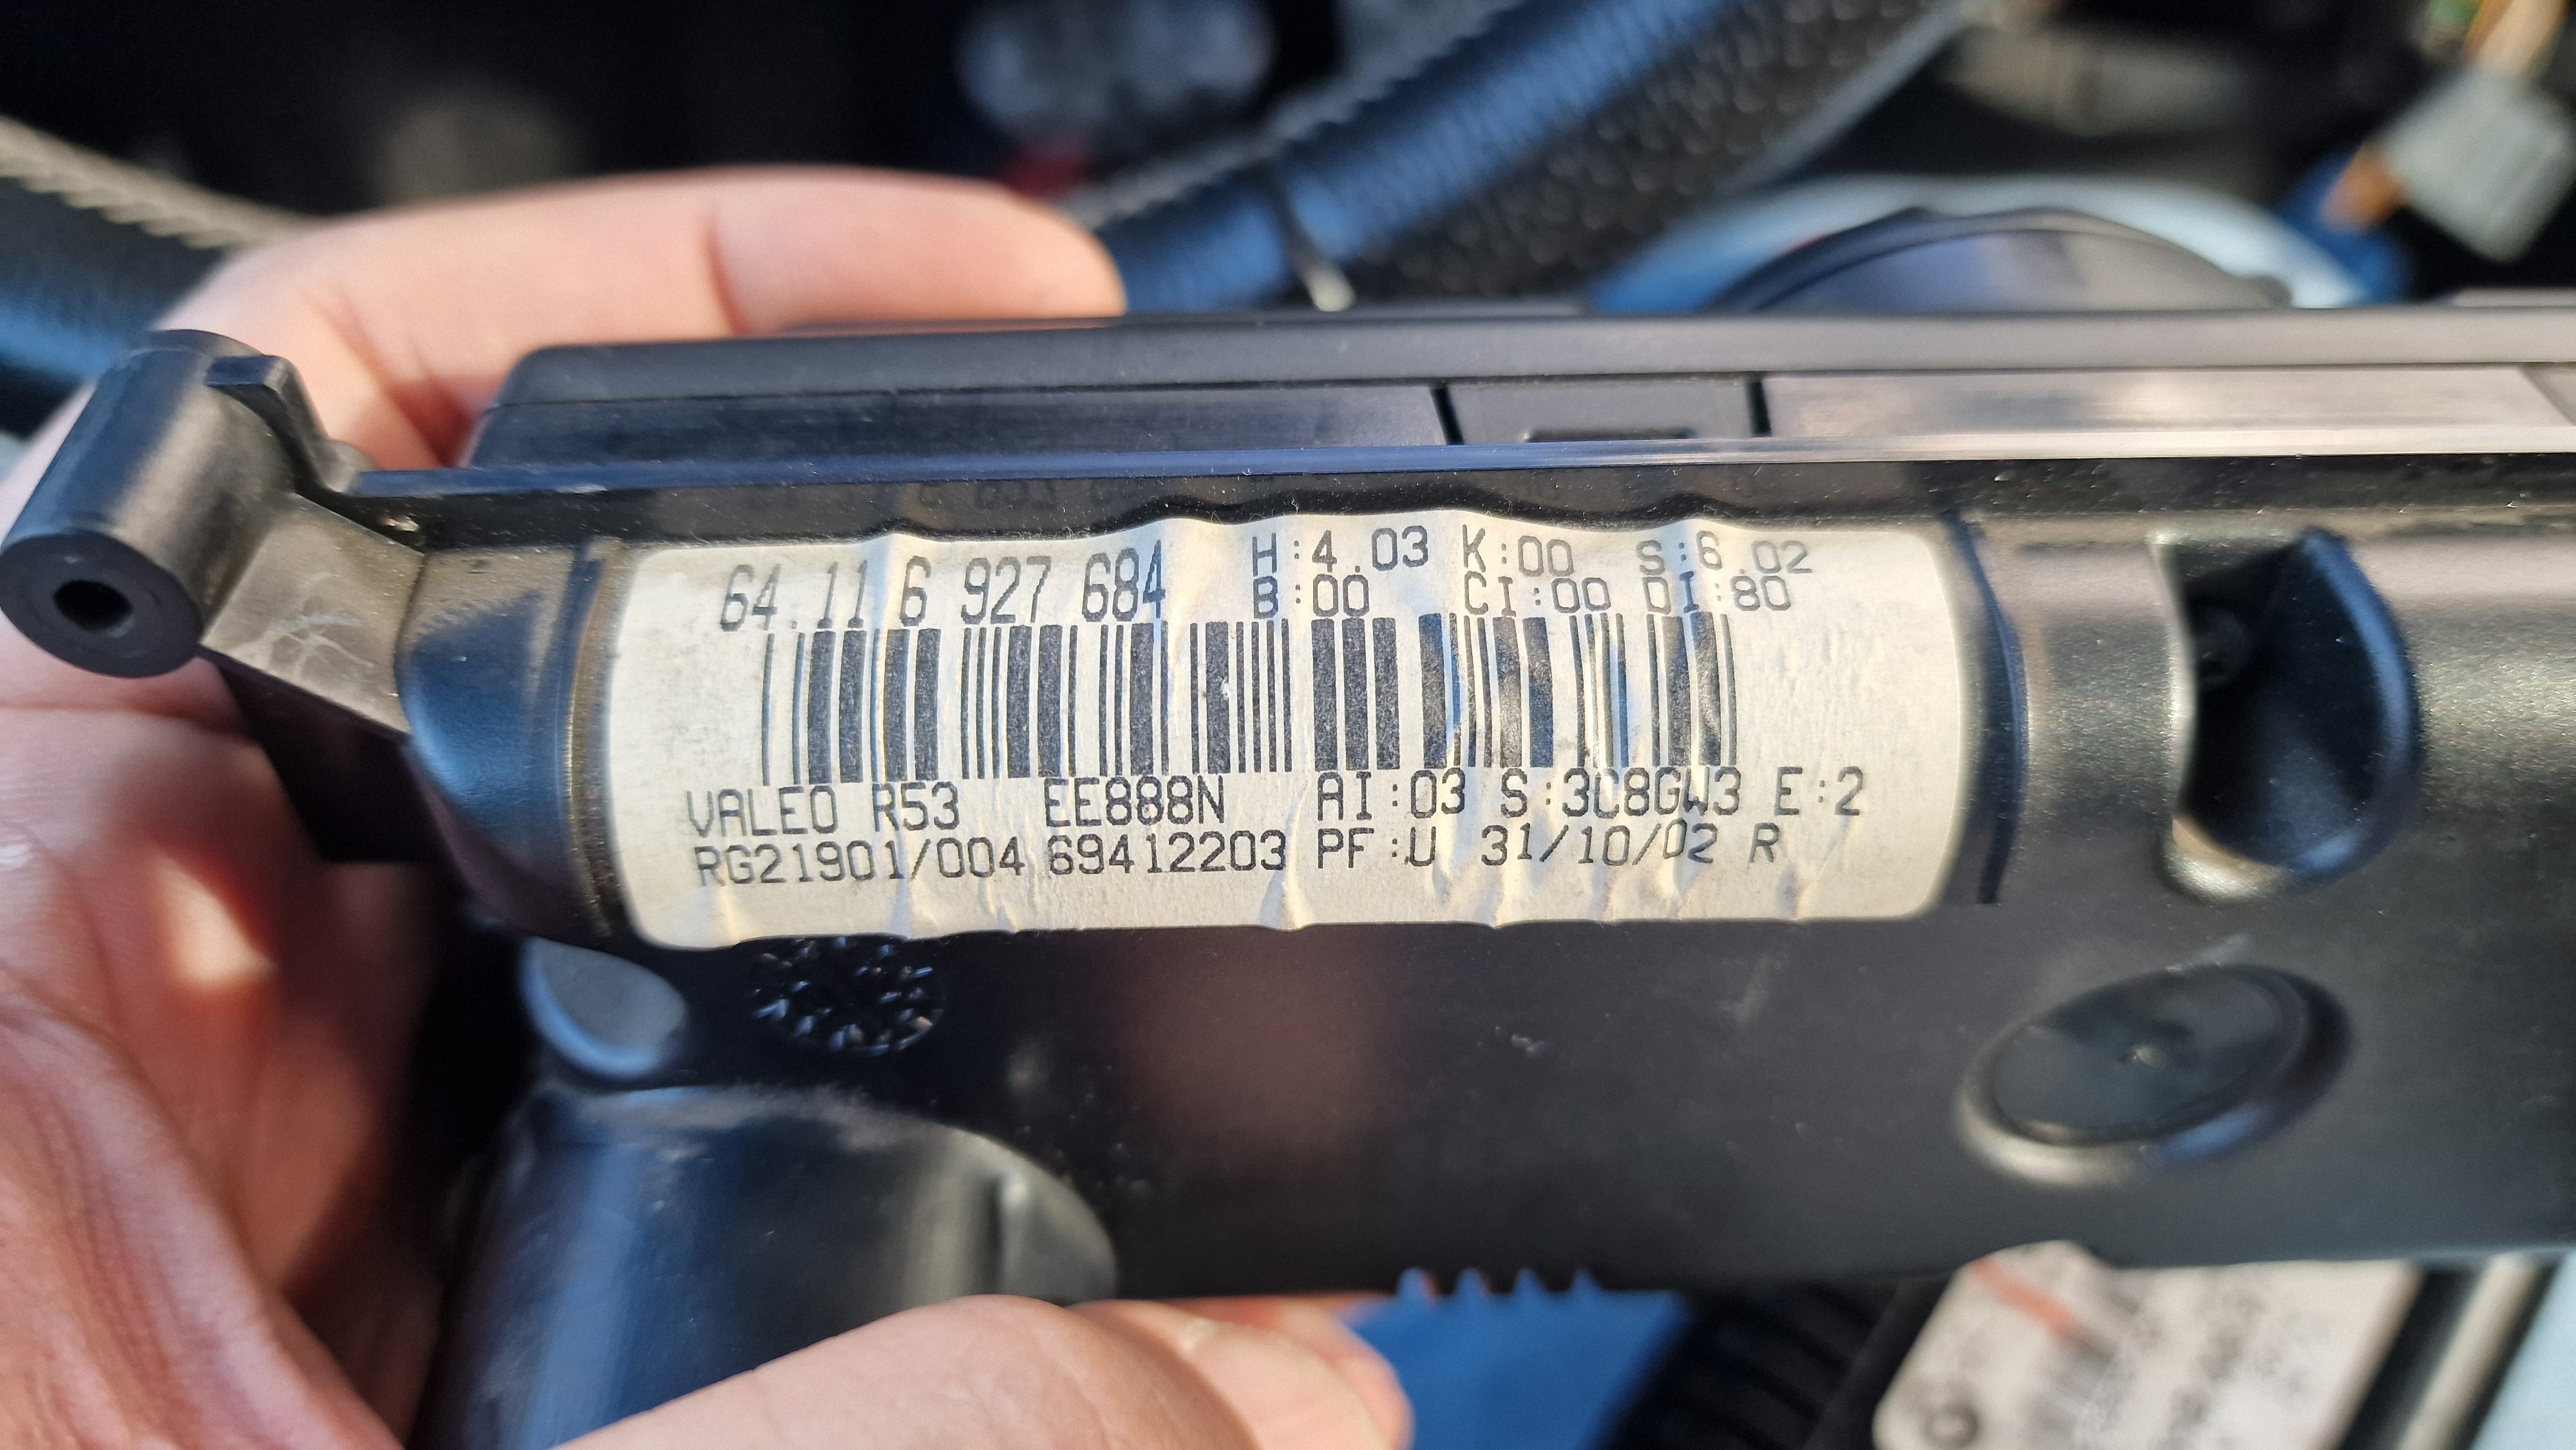 64.11 6 927 684 H:4.03 K:00 S:6.02
B:00 CI:00 DI:80
VALEO R53 EE888N AI:03 S:3C8GW3 E:2
RG21901/004 69412203 PF:U 31/10/02 R